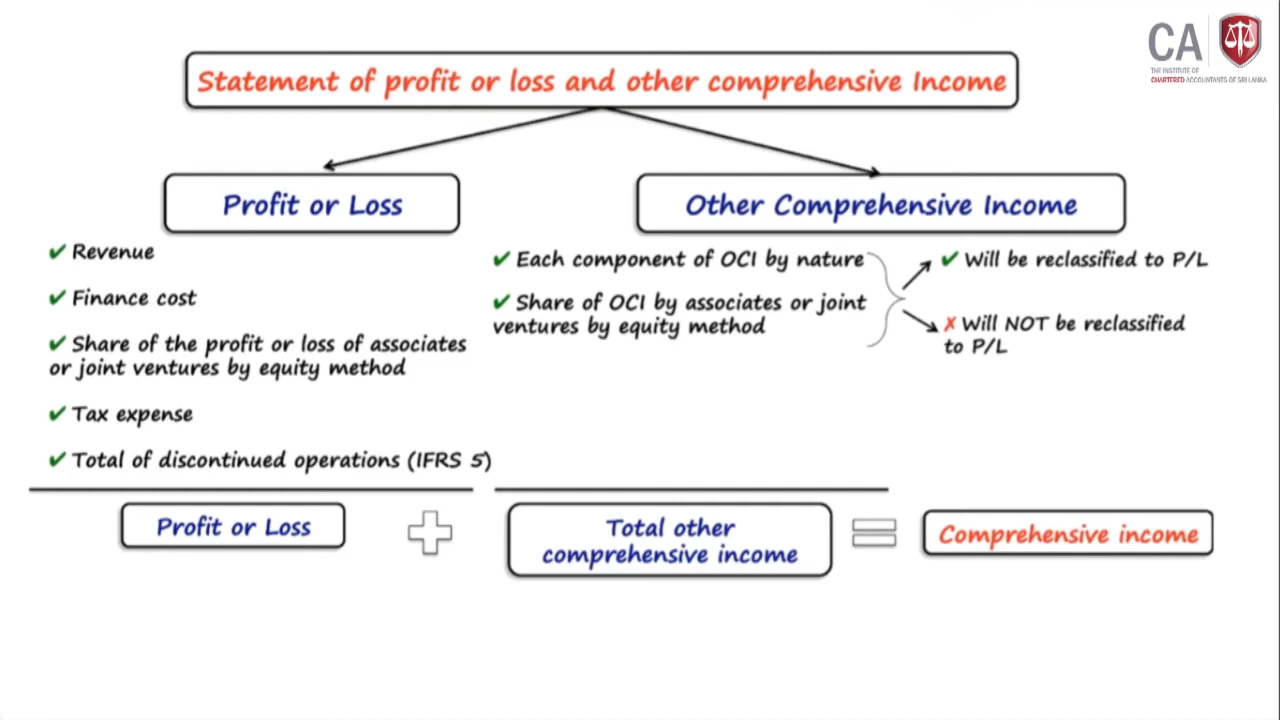 CA
THE INSTITUTE OF
CHARTERED ACCOUNTANTS OF SRI LANKA
Statement of profit or loss and other comprehensive Income
Profit or Loss
✔ Revenue
✔ Finance cost
✔ Share of the profit or loss of associates
or joint ventures by equity method
✔ Tax expense
✔ Total of discontinued operations (IFRS 5)
Other Comprehensive Income
✔ Each component of OCI by nature
✔ Share of OCI by associates or joint
ventures by equity method
✔ Will be reclassified to P/L
✗ Will NOT be reclassified
to P/L
Profit or Loss
Total other
comprehensive income
Comprehensive income